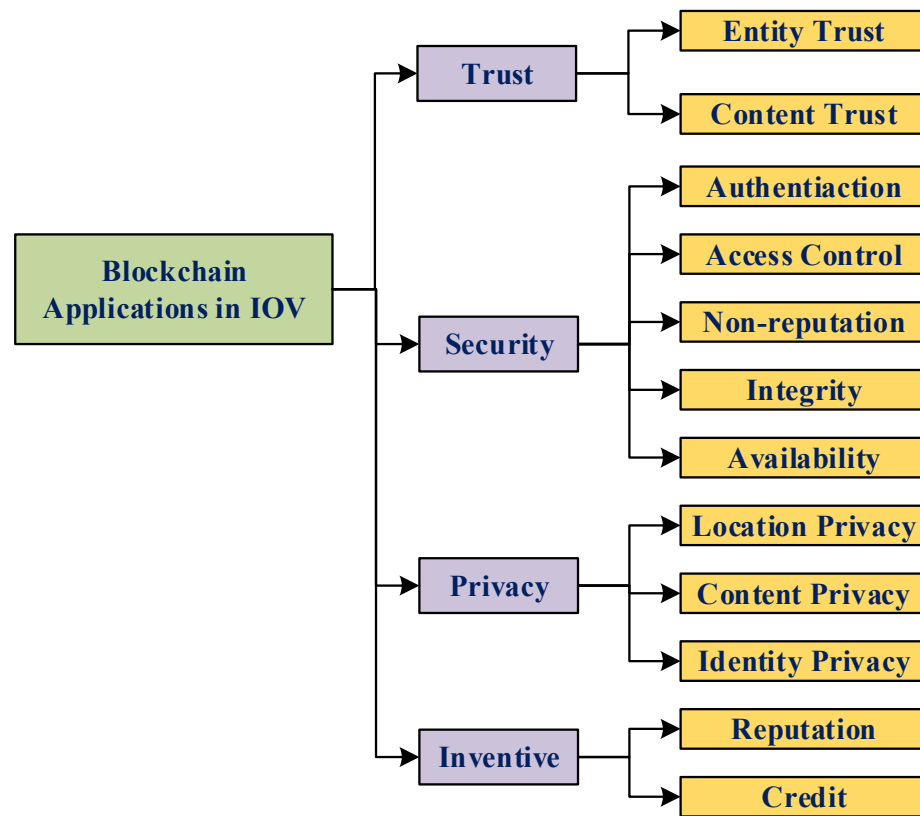 Blockchain
Applications in IOV
Trust
Entity Trust
Content Trust
Security
Authentiaction
Access Control
Non-reputation
Integrity
Availability
Privacy
Location Privacy
Content Privacy
Identity Privacy
Inventive
Reputation
Credit